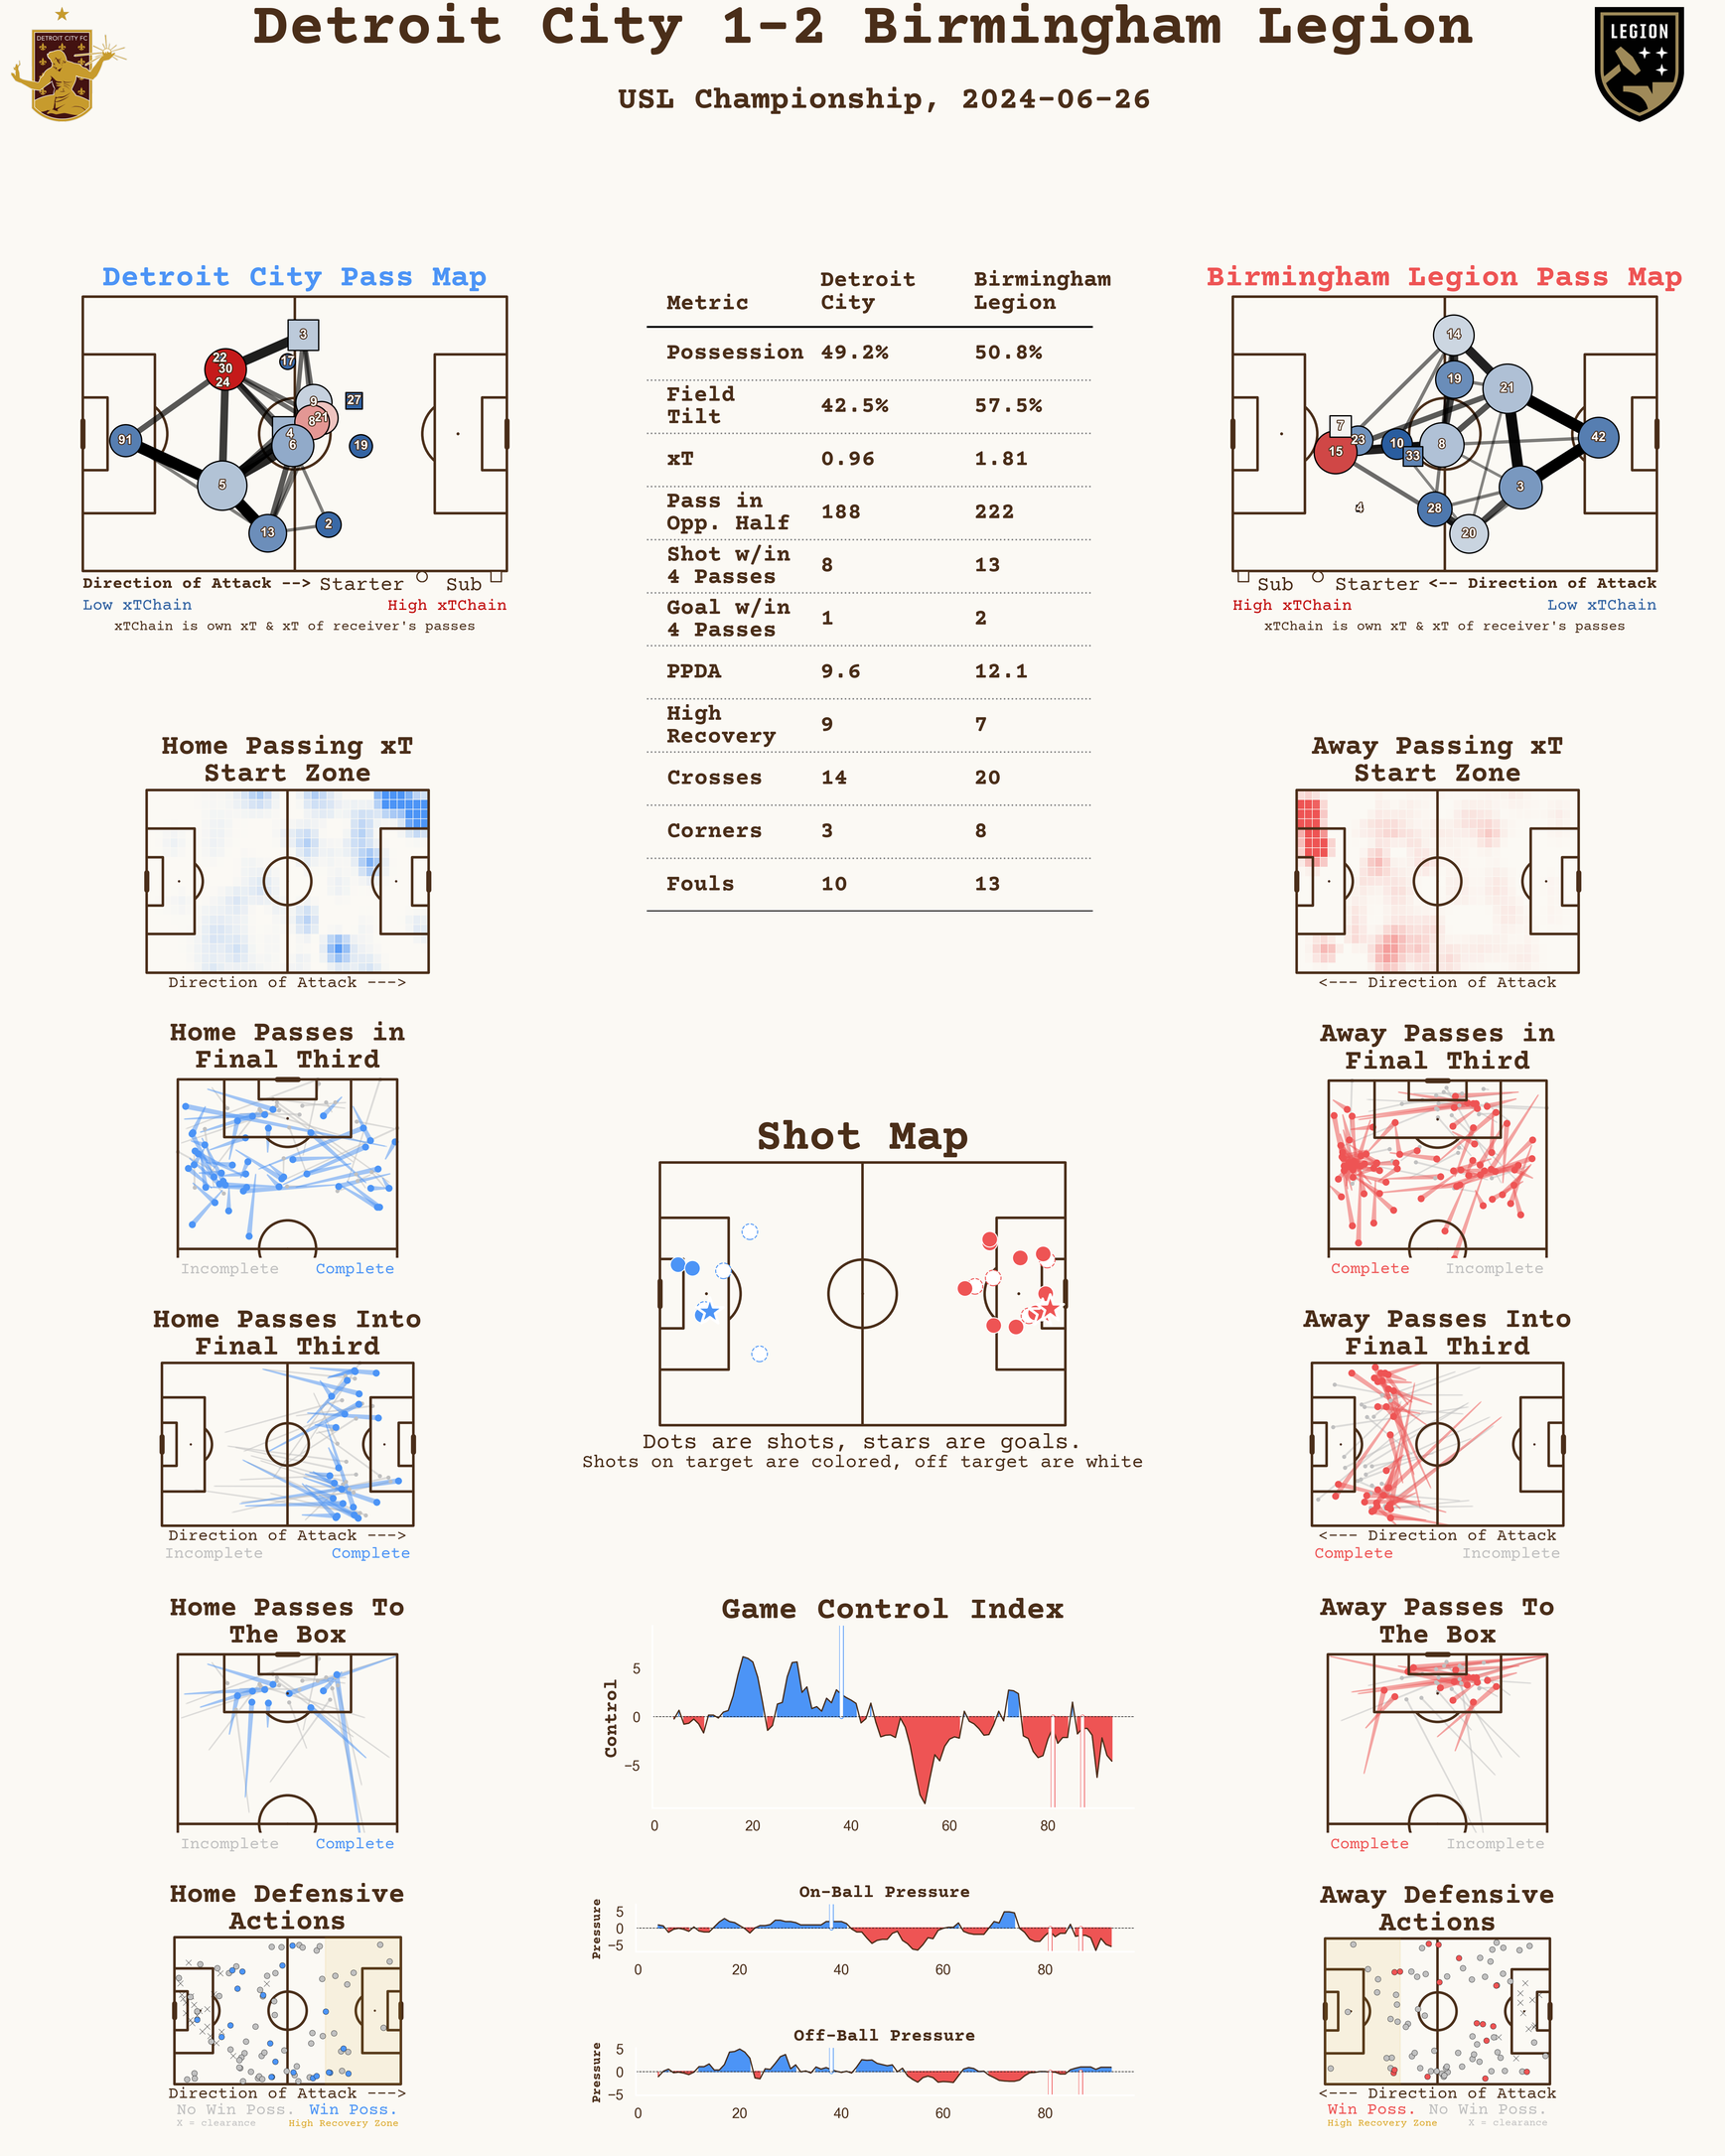 DETROIT CITY FC
Detroit City 1-2 Birmingham Legion
USL Championship, 2024-06-26
LEGION
Detroit City Pass Map
3
22
30
24
17
9
27
21
8
4
6
91
19
5
13
2
Direction of Attack --> Starter Sub
Low xTChain High xTChain
xTChain is own xT & xT of receiver's passes
Metric Detroit City Birmingham Legion
Possession 49.2% 50.8%
Field Tilt 42.5% 57.5%
xT 0.96 1.81
Pass in Opp. Half 188 222
Shot w/in 4 Passes 8 13
Goal w/in 4 Passes 1 2
PPDA 9.6 12.1
High Recovery 9 7
Crosses 14 20
Corners 3 8
Fouls 10 13
Birmingham Legion Pass Map
14
19
21
7
23
10
8
42
15
33
3
4
28
20
Sub Starter <-- Direction of Attack
High xTChain Low xTChain
xTChain is own xT & xT of receiver's passes
Home Passing xT
Start Zone
Direction of Attack --->
Away Passing xT
Start Zone
<--- Direction of Attack
Home Passes in
Final Third
Incomplete Complete
Away Passes in
Final Third
Complete Incomplete
Shot Map
Dots are shots, stars are goals.
Shots on target are colored, off target are white
Home Passes Into
Final Third
Direction of Attack --->
Incomplete Complete
Away Passes Into
Final Third
<--- Direction of Attack
Complete Incomplete
Home Passes To
The Box
Incomplete Complete
Game Control Index
Control
5
0
−5
0 20 40 60 80
Away Passes To
The Box
Complete Incomplete
Home Defensive
Actions
Direction of Attack --->
No Win Poss. Win Poss.
X = clearance High Recovery Zone
On-Ball Pressure
Pressure
5
0
−5
0 20 40 60 80
Off-Ball Pressure
Pressure
5
0
−5
0 20 40 60 80
Away Defensive
Actions
<--- Direction of Attack
Win Poss. No Win Poss.
High Recovery Zone X = clearance